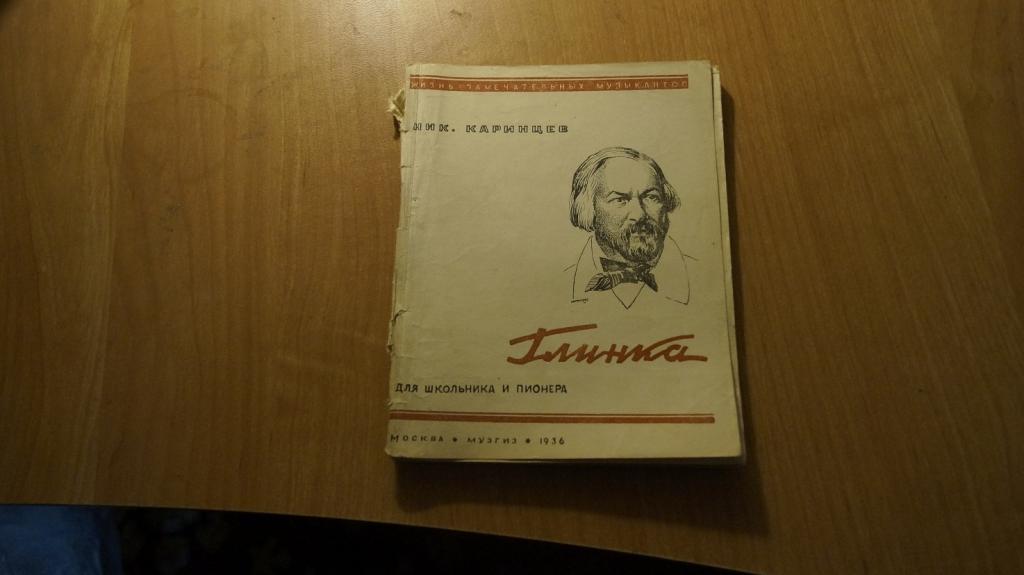 ЖИЗНЬ ЗАМЕЧАТЕЛЬНЫХ МУЗЫКАНТОВ
НИК. КАРИНЦЕВ
Глинка
ДЛЯ ШКОЛЬНИКА И ПИОНЕРА
МОСКВА • МУЗГИЗ • 1936